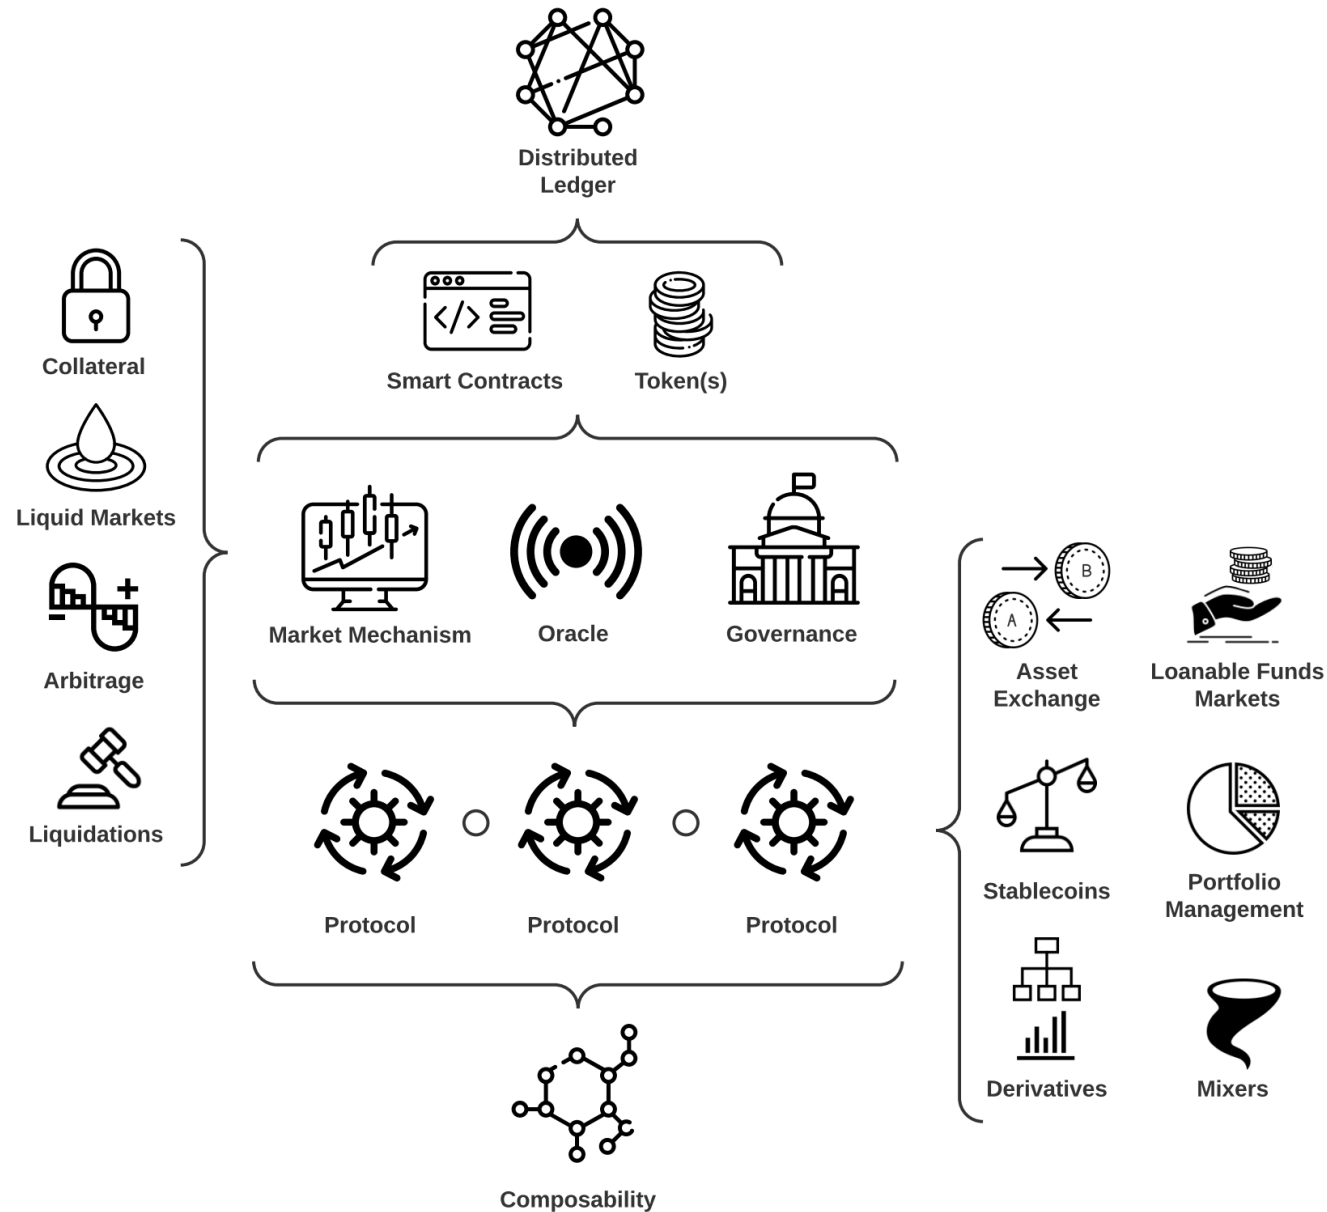 Distributed
Ledger
Collateral
Smart Contracts
Token(s)
Liquid Markets
</>
Market Mechanism
Oracle
Governance
Arbitrage
B
A
Asset
Exchange
Loanable Funds
Markets
Liquidations
Protocol
Protocol
Protocol
Stablecoins
Portfolio
Management
Derivatives
Mixers
Composability